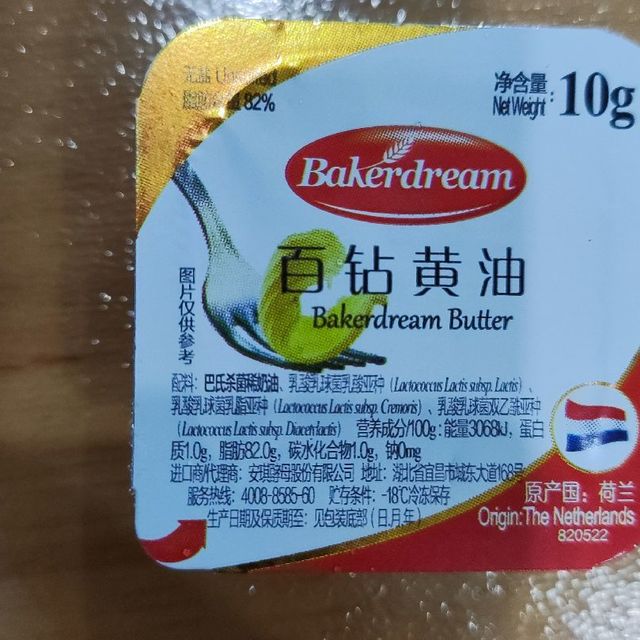 无盐
82%
净含量:
Net Weight: 10g
Bakerdream
百钻黄油
Bakerdream Butter
图片仅供参考
配料：巴氏杀菌稀奶油、乳酸乳球菌乳酸亚种（Lactococcus Lactis subsp. Lactis）、
乳酸乳球菌乳脂亚种（Lactococcus Lactis subsp. Cremoris）、乳酸乳球菌双乙酰亚种
（Lactococcus Lactis subsp. Diacetylactis） 营养成分/100g：能量3068kJ，蛋白
质1.0g，脂肪82.0g，碳水化合物1.0g，钠0mg
进口商/代理商：安琪酵母股份有限公司 地址：湖北省宜昌市城东大道168号
服务热线：4008-8585-60 贮存条件：-18℃冷冻保存
生产日期及保质期至：见包装底部（日.月.年）
原产国：荷兰
Origin:The Netherlands
820522